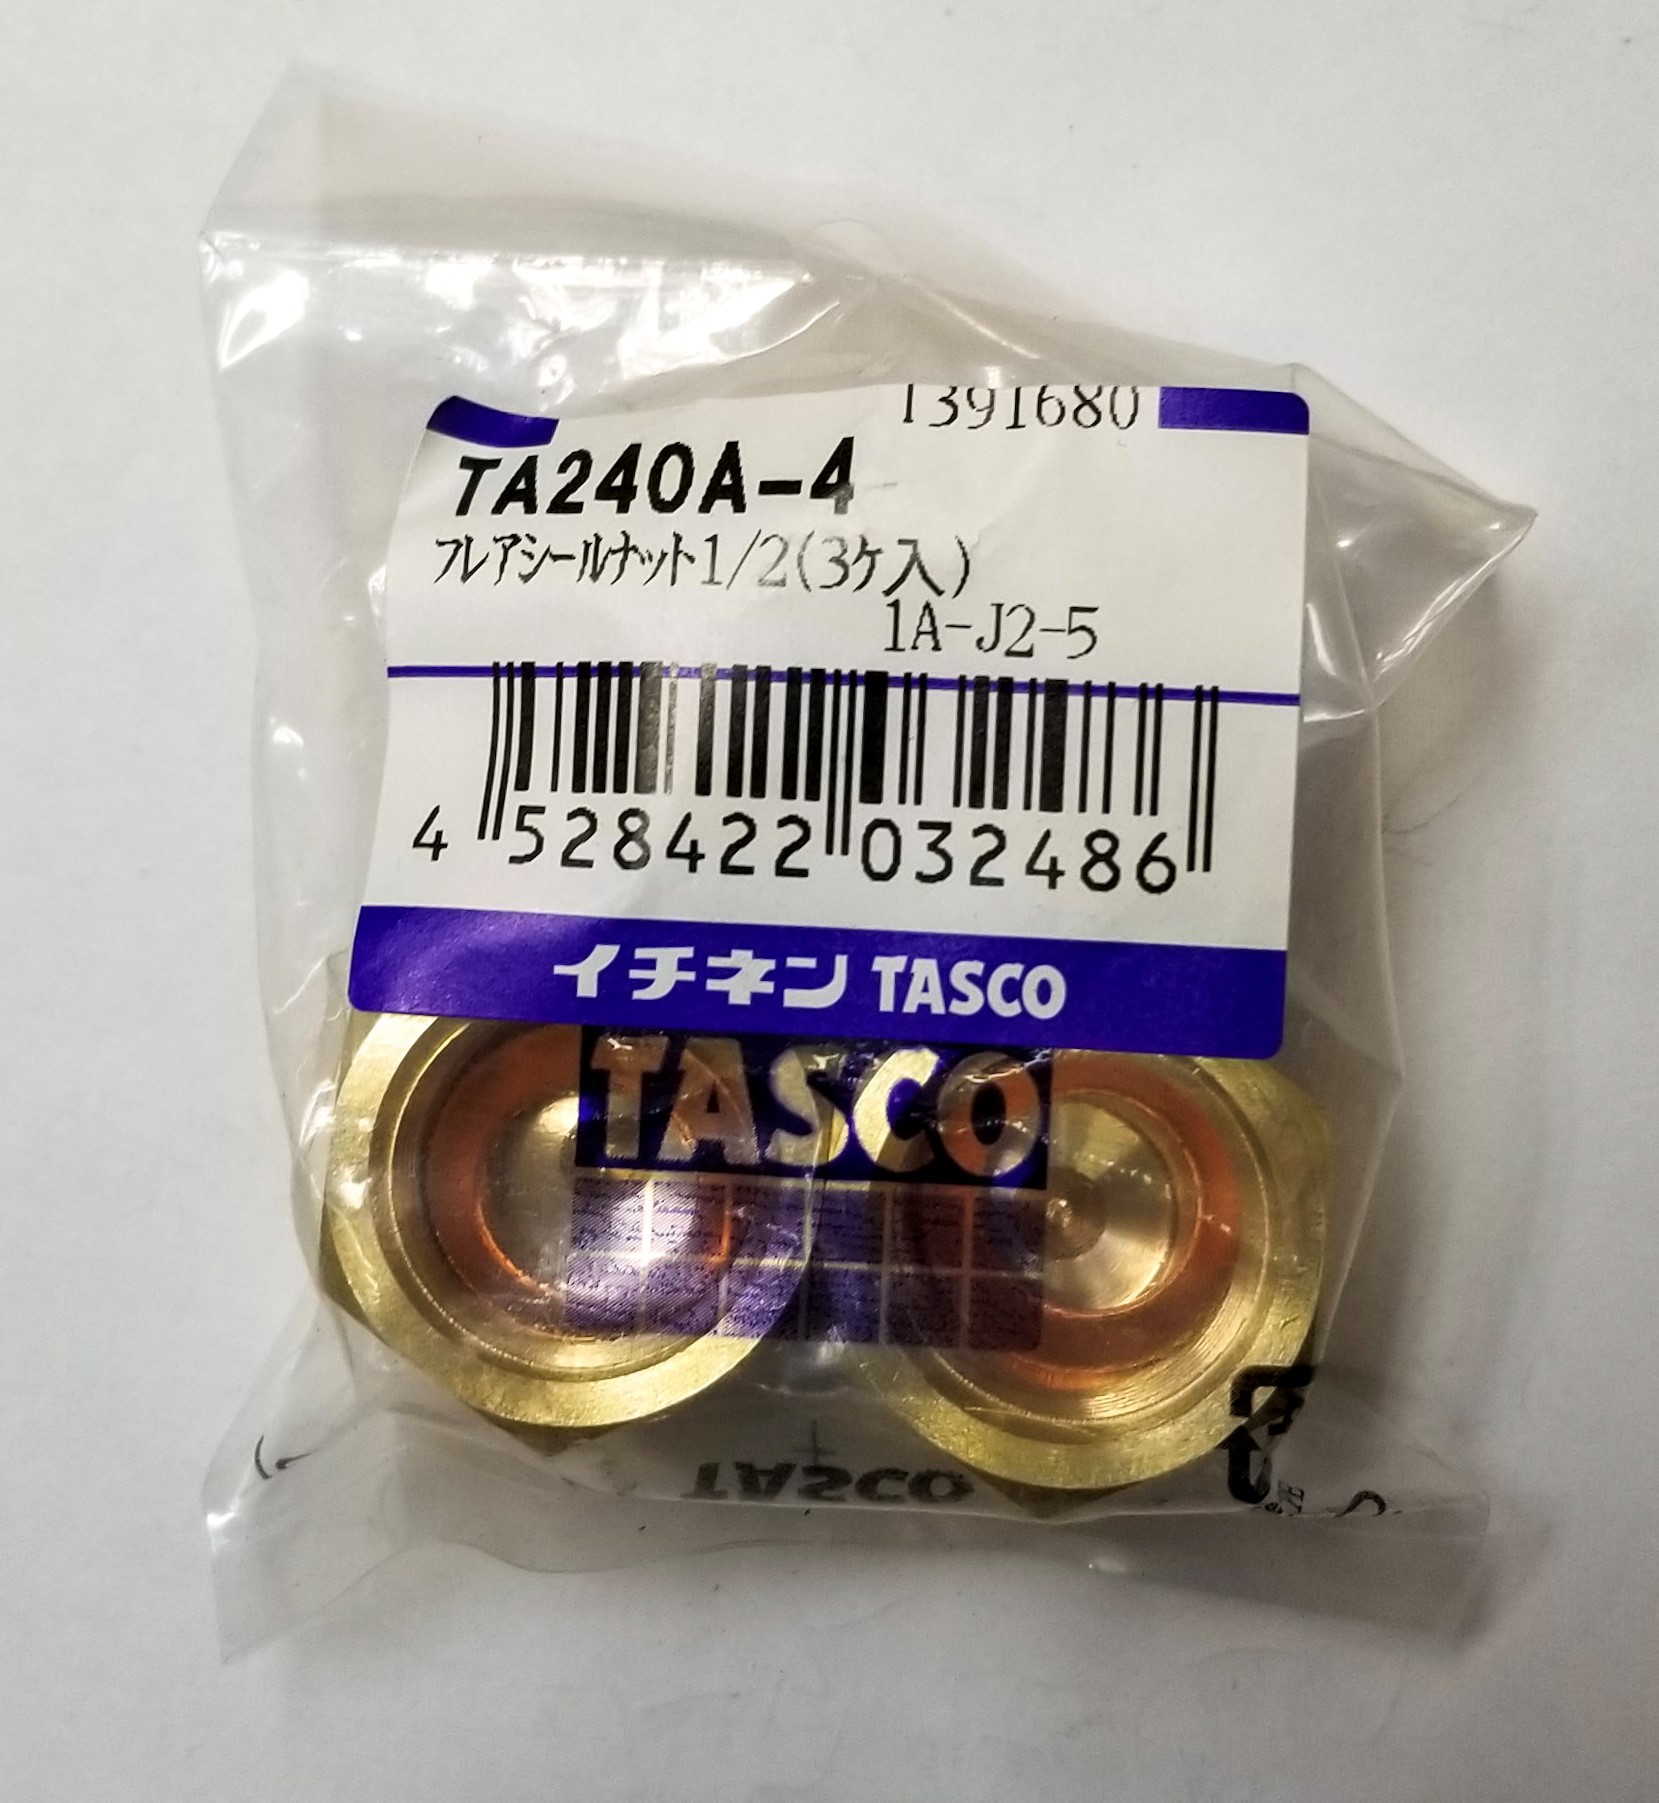 1391680
TA240A-4
フレアシールナット1/2(3ケ入)
1A-J2-5
4 528422 032486
イチネン TASCO
TASCO
TASCO